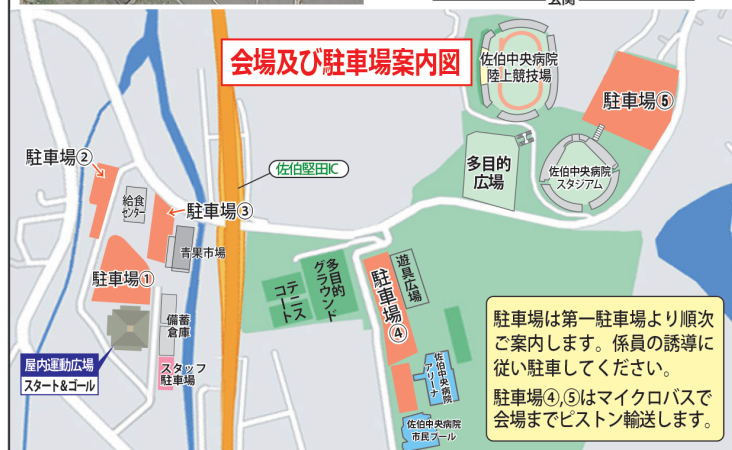 玄関
会場及び駐車場案内図
佐伯中央病院
陸上競技場
駐車場⑤
駐車場②
佐伯堅田IC
多目的
広場
佐伯中央病院
スタジアム
給食
センター
駐車場③
青果市場
駐車場①
テニス
コート
多目的
グラウンド
駐車場④
遊具広場
備蓄
倉庫
屋内運動広場
スタート&ゴール
スタッフ
駐車場
佐伯中央病院
アリーナ
佐伯中央病院
市民プール
駐車場は第一駐車場より順次
ご案内します。係員の誘導に
従い駐車してください。
駐車場④,⑤はマイクロバスで
会場までピストン輸送します。